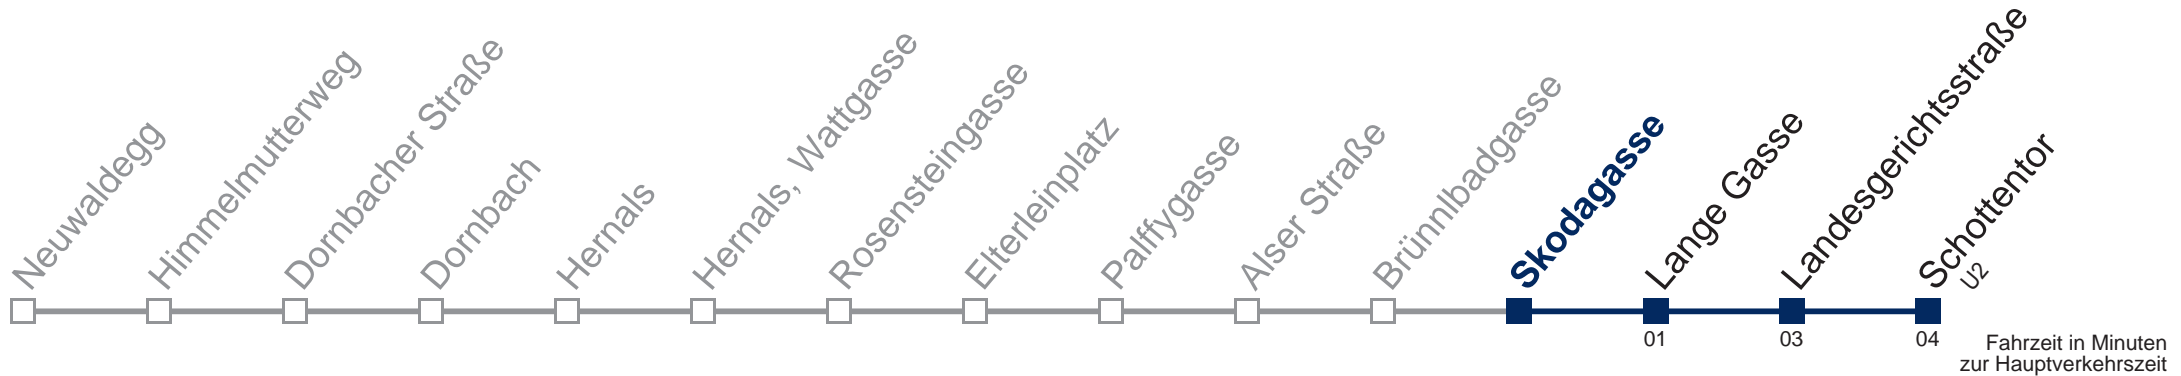 Neuwaldegg
Himmelmutterweg
Dornbacher Straße
Dornbach
Hernals
Hernals, Wattgasse
Rosensteingasse
Elterleinplatz
Palffygasse
Alser Straße
Brünnlbadgasse
Skodagasse
Lange Gasse
Landesgerichtsstraße
Schottentor
U2
01
03
04
Fahrzeit in Minuten
zur Hauptverkehrszeit